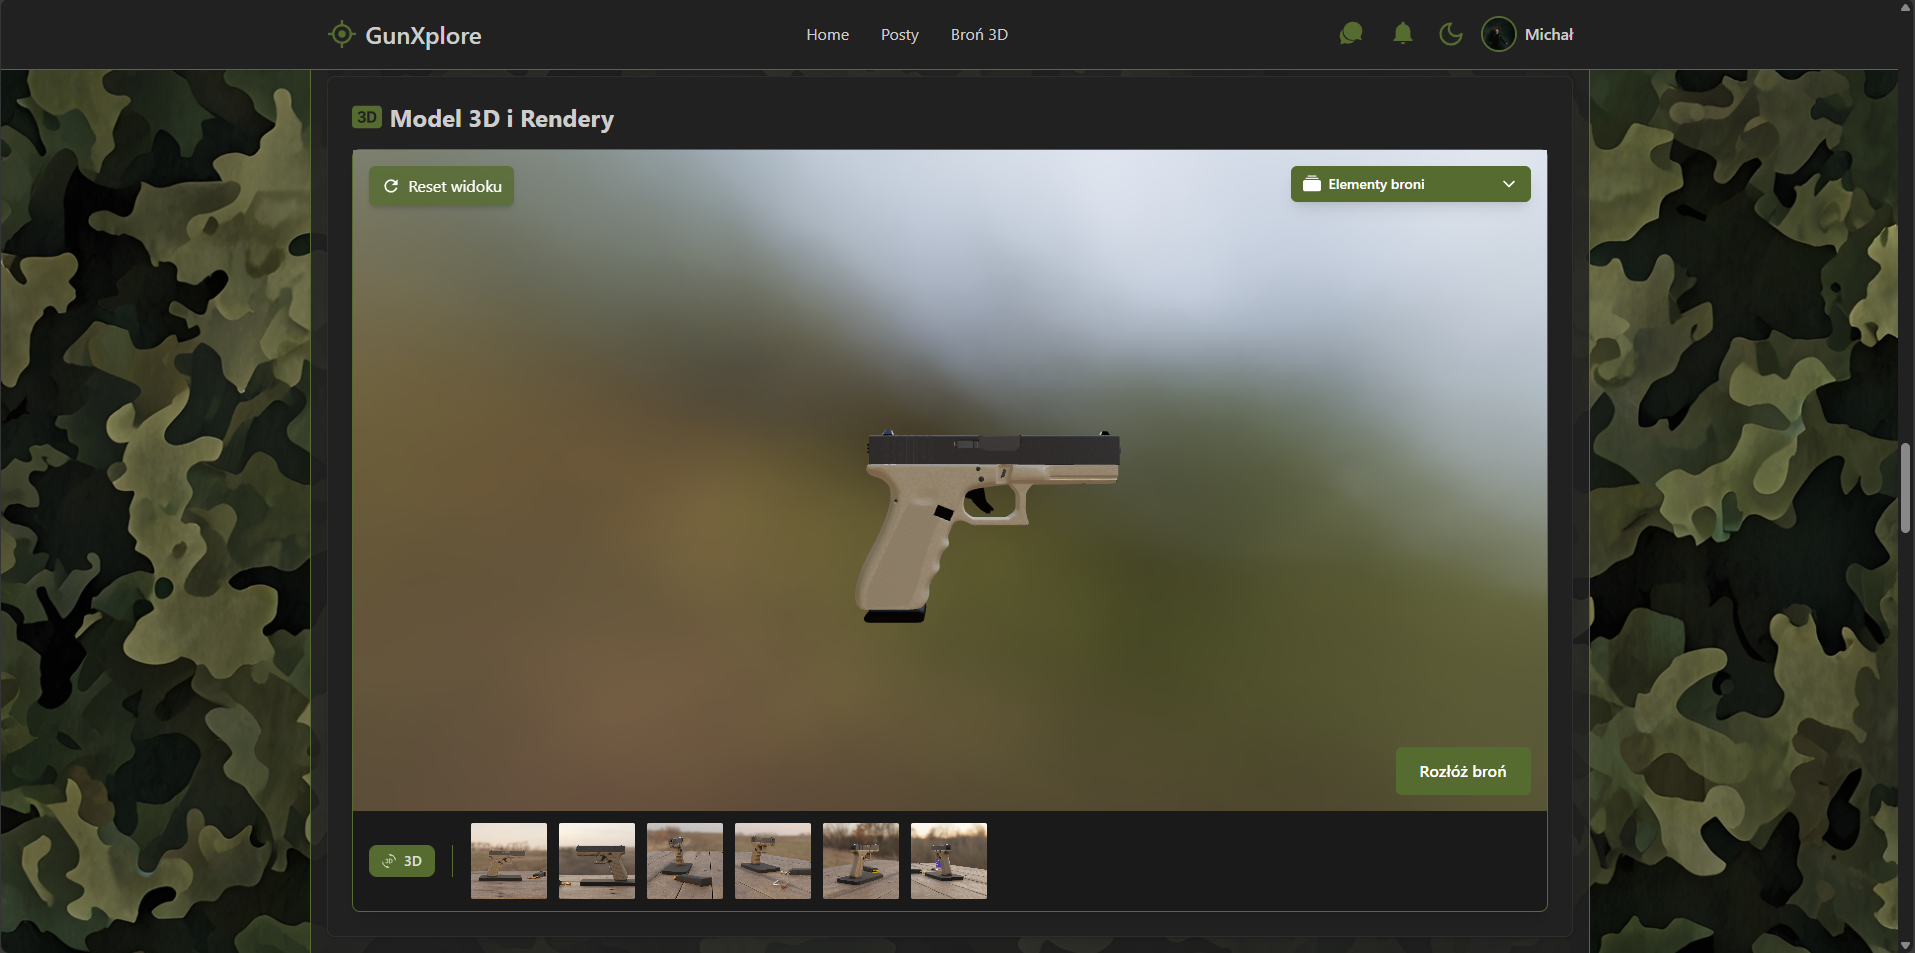 GunXplore
Home
Posty
Broń 3D
Michał
3D Model 3D i Rendery
Reset widoku
Elementy broni
Rozłóż broń
3D